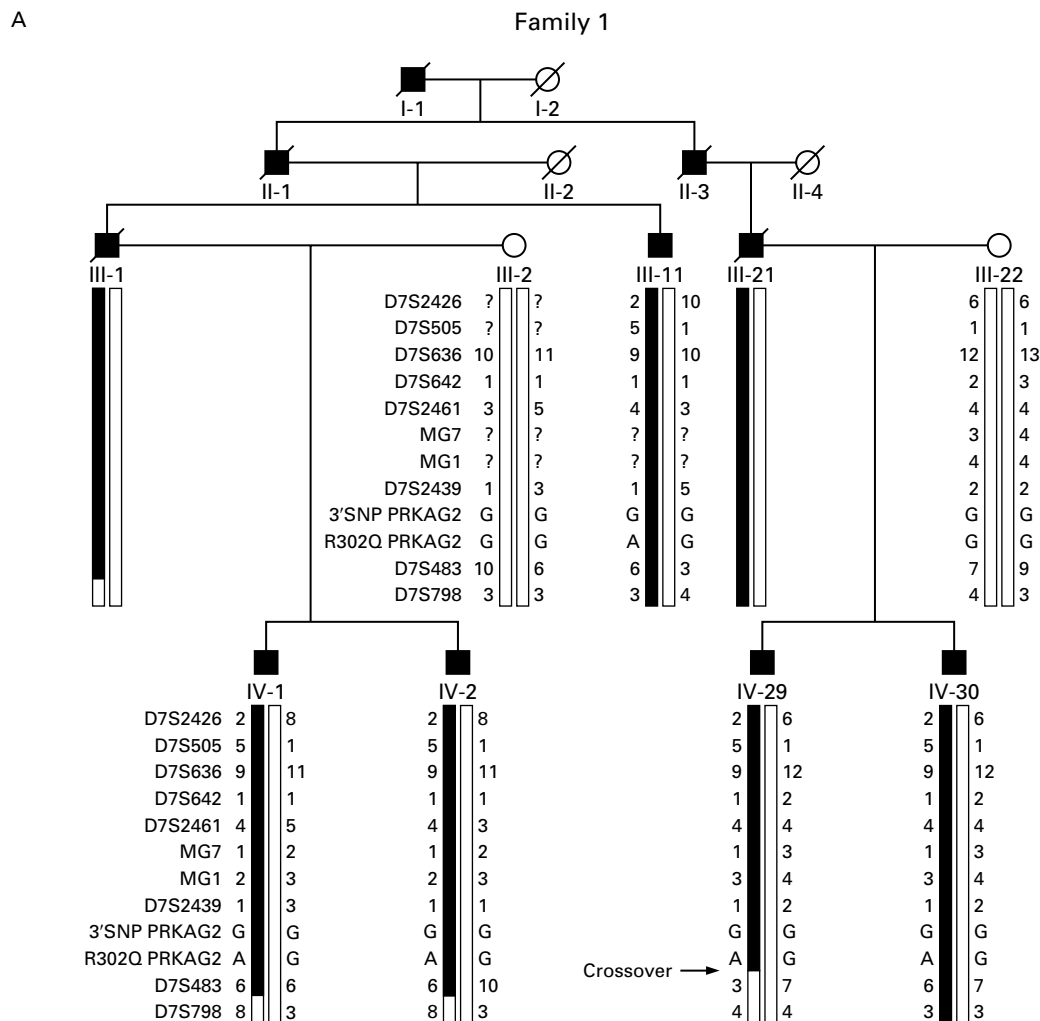 A
Family 1
I-1 I-2
II-1 II-2 II-3 II-4
III-1 III-2 III-11 III-21 III-22
D7S2426 ? ? 2 10 6 6
D7S505 ? ? 5 1 1 1
D7S636 10 11 9 10 12 13
D7S642 1 1 1 1 2 3
D7S2461 3 5 4 3 4 4
MG7 ? ? ? ? 3 4
MG1 ? ? ? ? 4 4
D7S2439 1 3 1 5 2 2
3′SNP PRKAG2 G G G G G G
R302Q PRKAG2 G G A G G G
D7S483 10 6 6 3 7 9
D7S798 3 3 3 4 4 3
IV-1 IV-2 IV-29 IV-30
D7S2426 2 8 2 8 2 6 2 6
D7S505 5 1 5 1 5 1 5 1
D7S636 9 11 9 11 9 12 9 12
D7S642 1 1 1 1 1 2 1 2
D7S2461 4 5 4 3 4 4 4 4
MG7 1 2 1 2 1 3 1 3
MG1 2 3 2 3 3 4 3 4
D7S2439 1 3 1 1 1 2 1 2
3′SNP PRKAG2 G G G G G G G G
R302Q PRKAG2 A G A G A G A G
Crossover
D7S483 6 6 6 10 3 7 6 7
D7S798 8 3 8 3 4 4 3 3